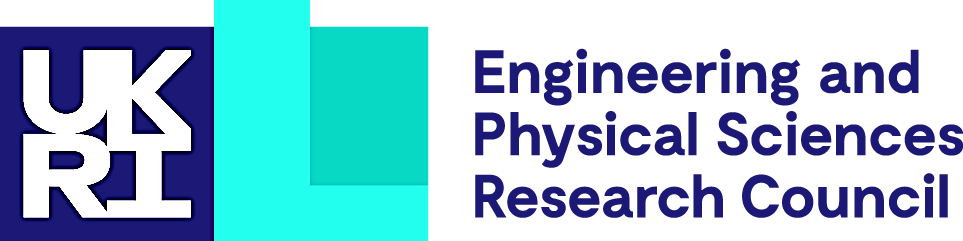 UK
RI
Engineering and
Physical Sciences
Research Council